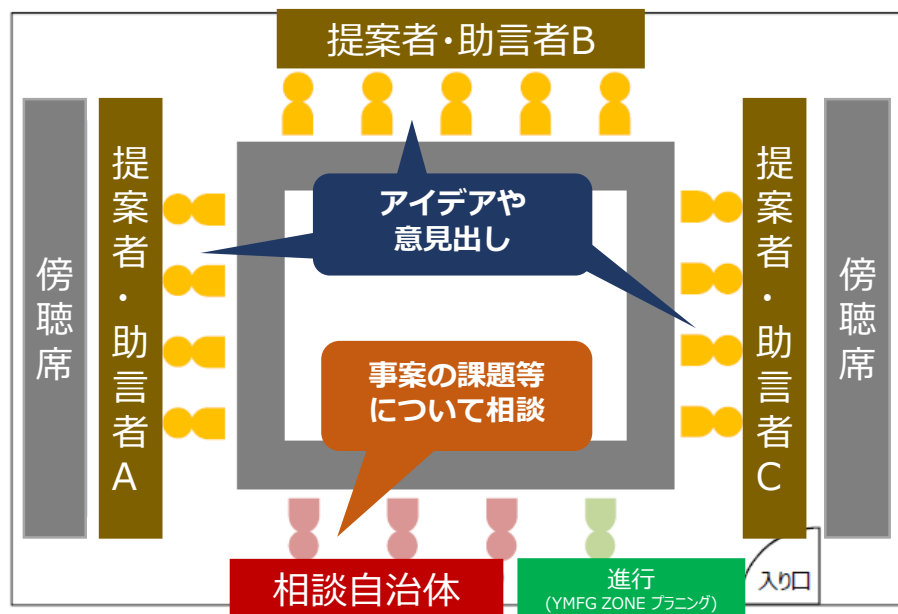 提案者・助言者B
傍聴席
提案者・助言者A
アイデアや
意見出し
提案者・助言者C
傍聴席
事案の課題等
について相談
相談自治体
進行
(YMFG ZONE プラニング)
入り口